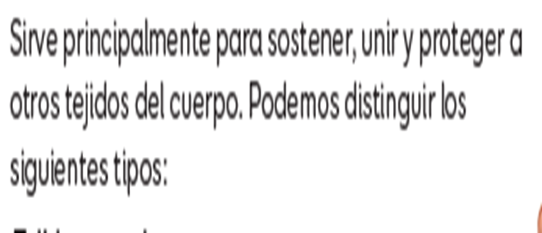 Sirve principalmente para sostener, unir y proteger a
otros tejidos del cuerpo. Podemos distinguir los
siguientes tipos: